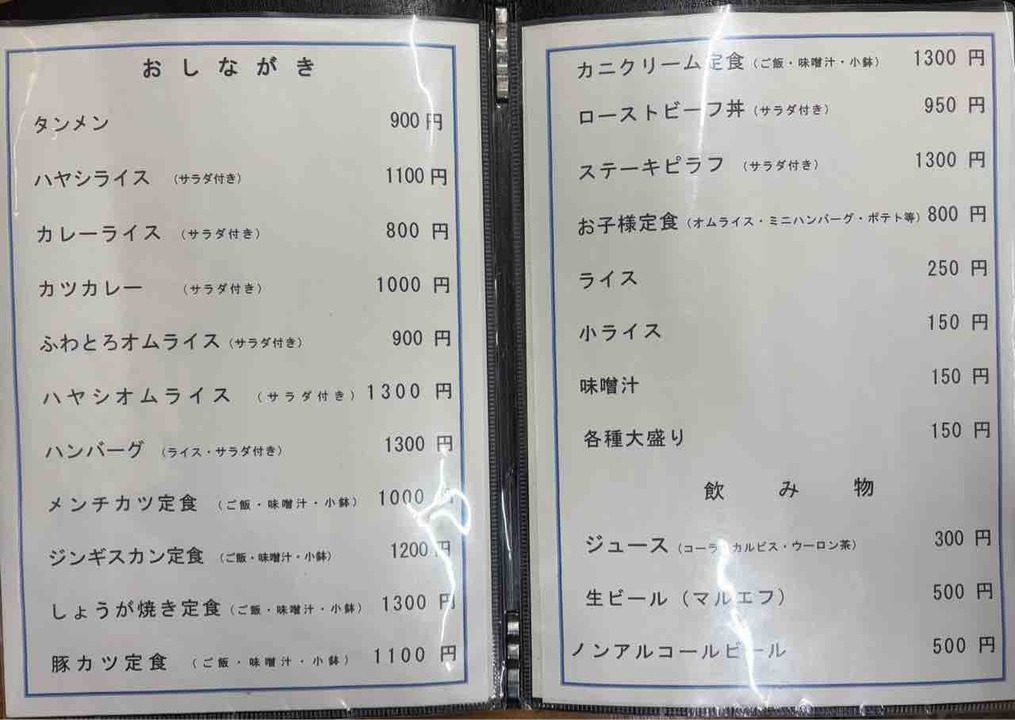 おしながき
タンメン 900円
ハヤシライス (サラダ付き) 1100円
カレーライス (サラダ付き) 800円
カツカレー (サラダ付き) 1000円
ふわとろオムライス (サラダ付き) 900円
ハヤシオムライス (サラダ付き) 1300円
ハンバーグ (ライス・サラダ付き) 1300円
メンチカツ定食 (ご飯・味噌汁・小鉢) 1000円
ジンギスカン定食 (ご飯・味噌汁・小鉢) 1200円
しょうが焼き定食 (ご飯・味噌汁・小鉢) 1300円
豚カツ定食 (ご飯・味噌汁・小鉢) 1100円
カニクリーム定食 (ご飯・味噌汁・小鉢) 1300円
ローストビーフ丼 (サラダ付き) 950円
ステーキピラフ (サラダ付き) 1300円
お子様定食 (オムライス・ミニハンバーグ・ポテト等) 800円
ライス 250円
小ライス 150円
味噌汁 150円
各種大盛り 150円
飲み物
ジュース (コーラ・カルピス・ウーロン茶) 300円
生ビール (マルエフ) 500円
ノンアルコールビール 500円